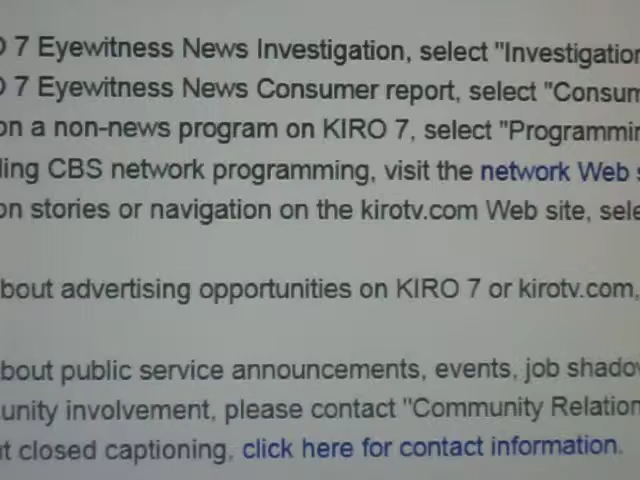 7 Eyewitness News Investigation, select "Investigation
7 Eyewitness News Consumer report, select "Consum
on a non-news program on KIRO 7, select "Programmin
ling CBS network programming, visit the network Web s
on stories or navigation on the kirotv.com Web site, sele
bout advertising opportunities on KIRO 7 or kirotv.com,
bout public service announcements, events, job shadow
unity involvement, please contact "Community Relation
t closed captioning, click here for contact information.